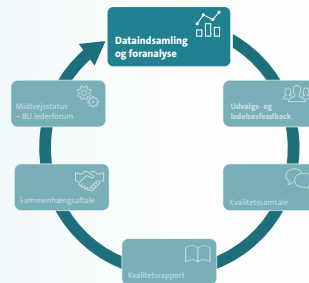 Dataindsamling
og foranalyse
Udvalgs- og
ledelsesfeedback
Kvalitetssamtale
Kvalitetsrapport
Sammenhængsaftale
Midtvejsstatus
– BU lederforum